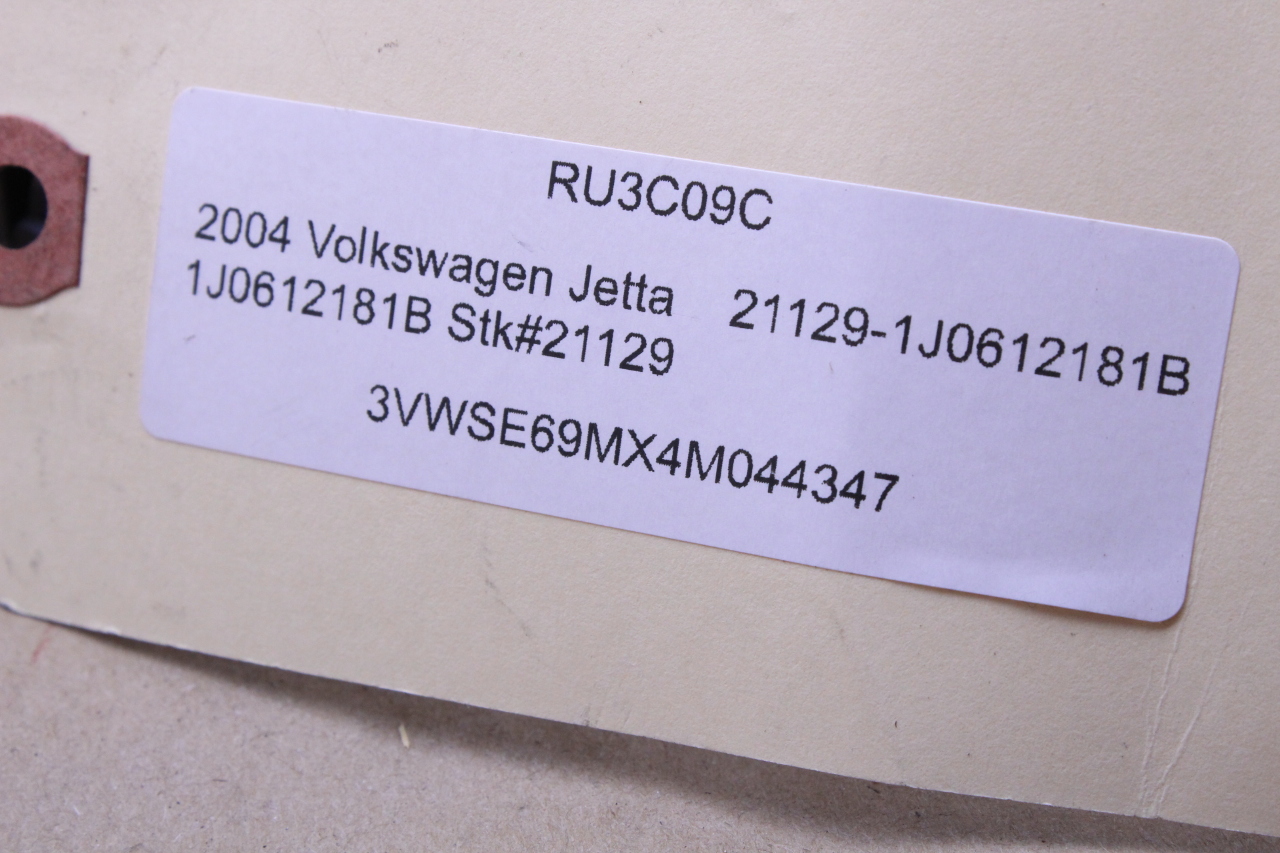 RU3C09C
2004 Volkswagen Jetta 21129-1J0612181B
1J0612181B Stk#21129
3VWSE69MX4M044347